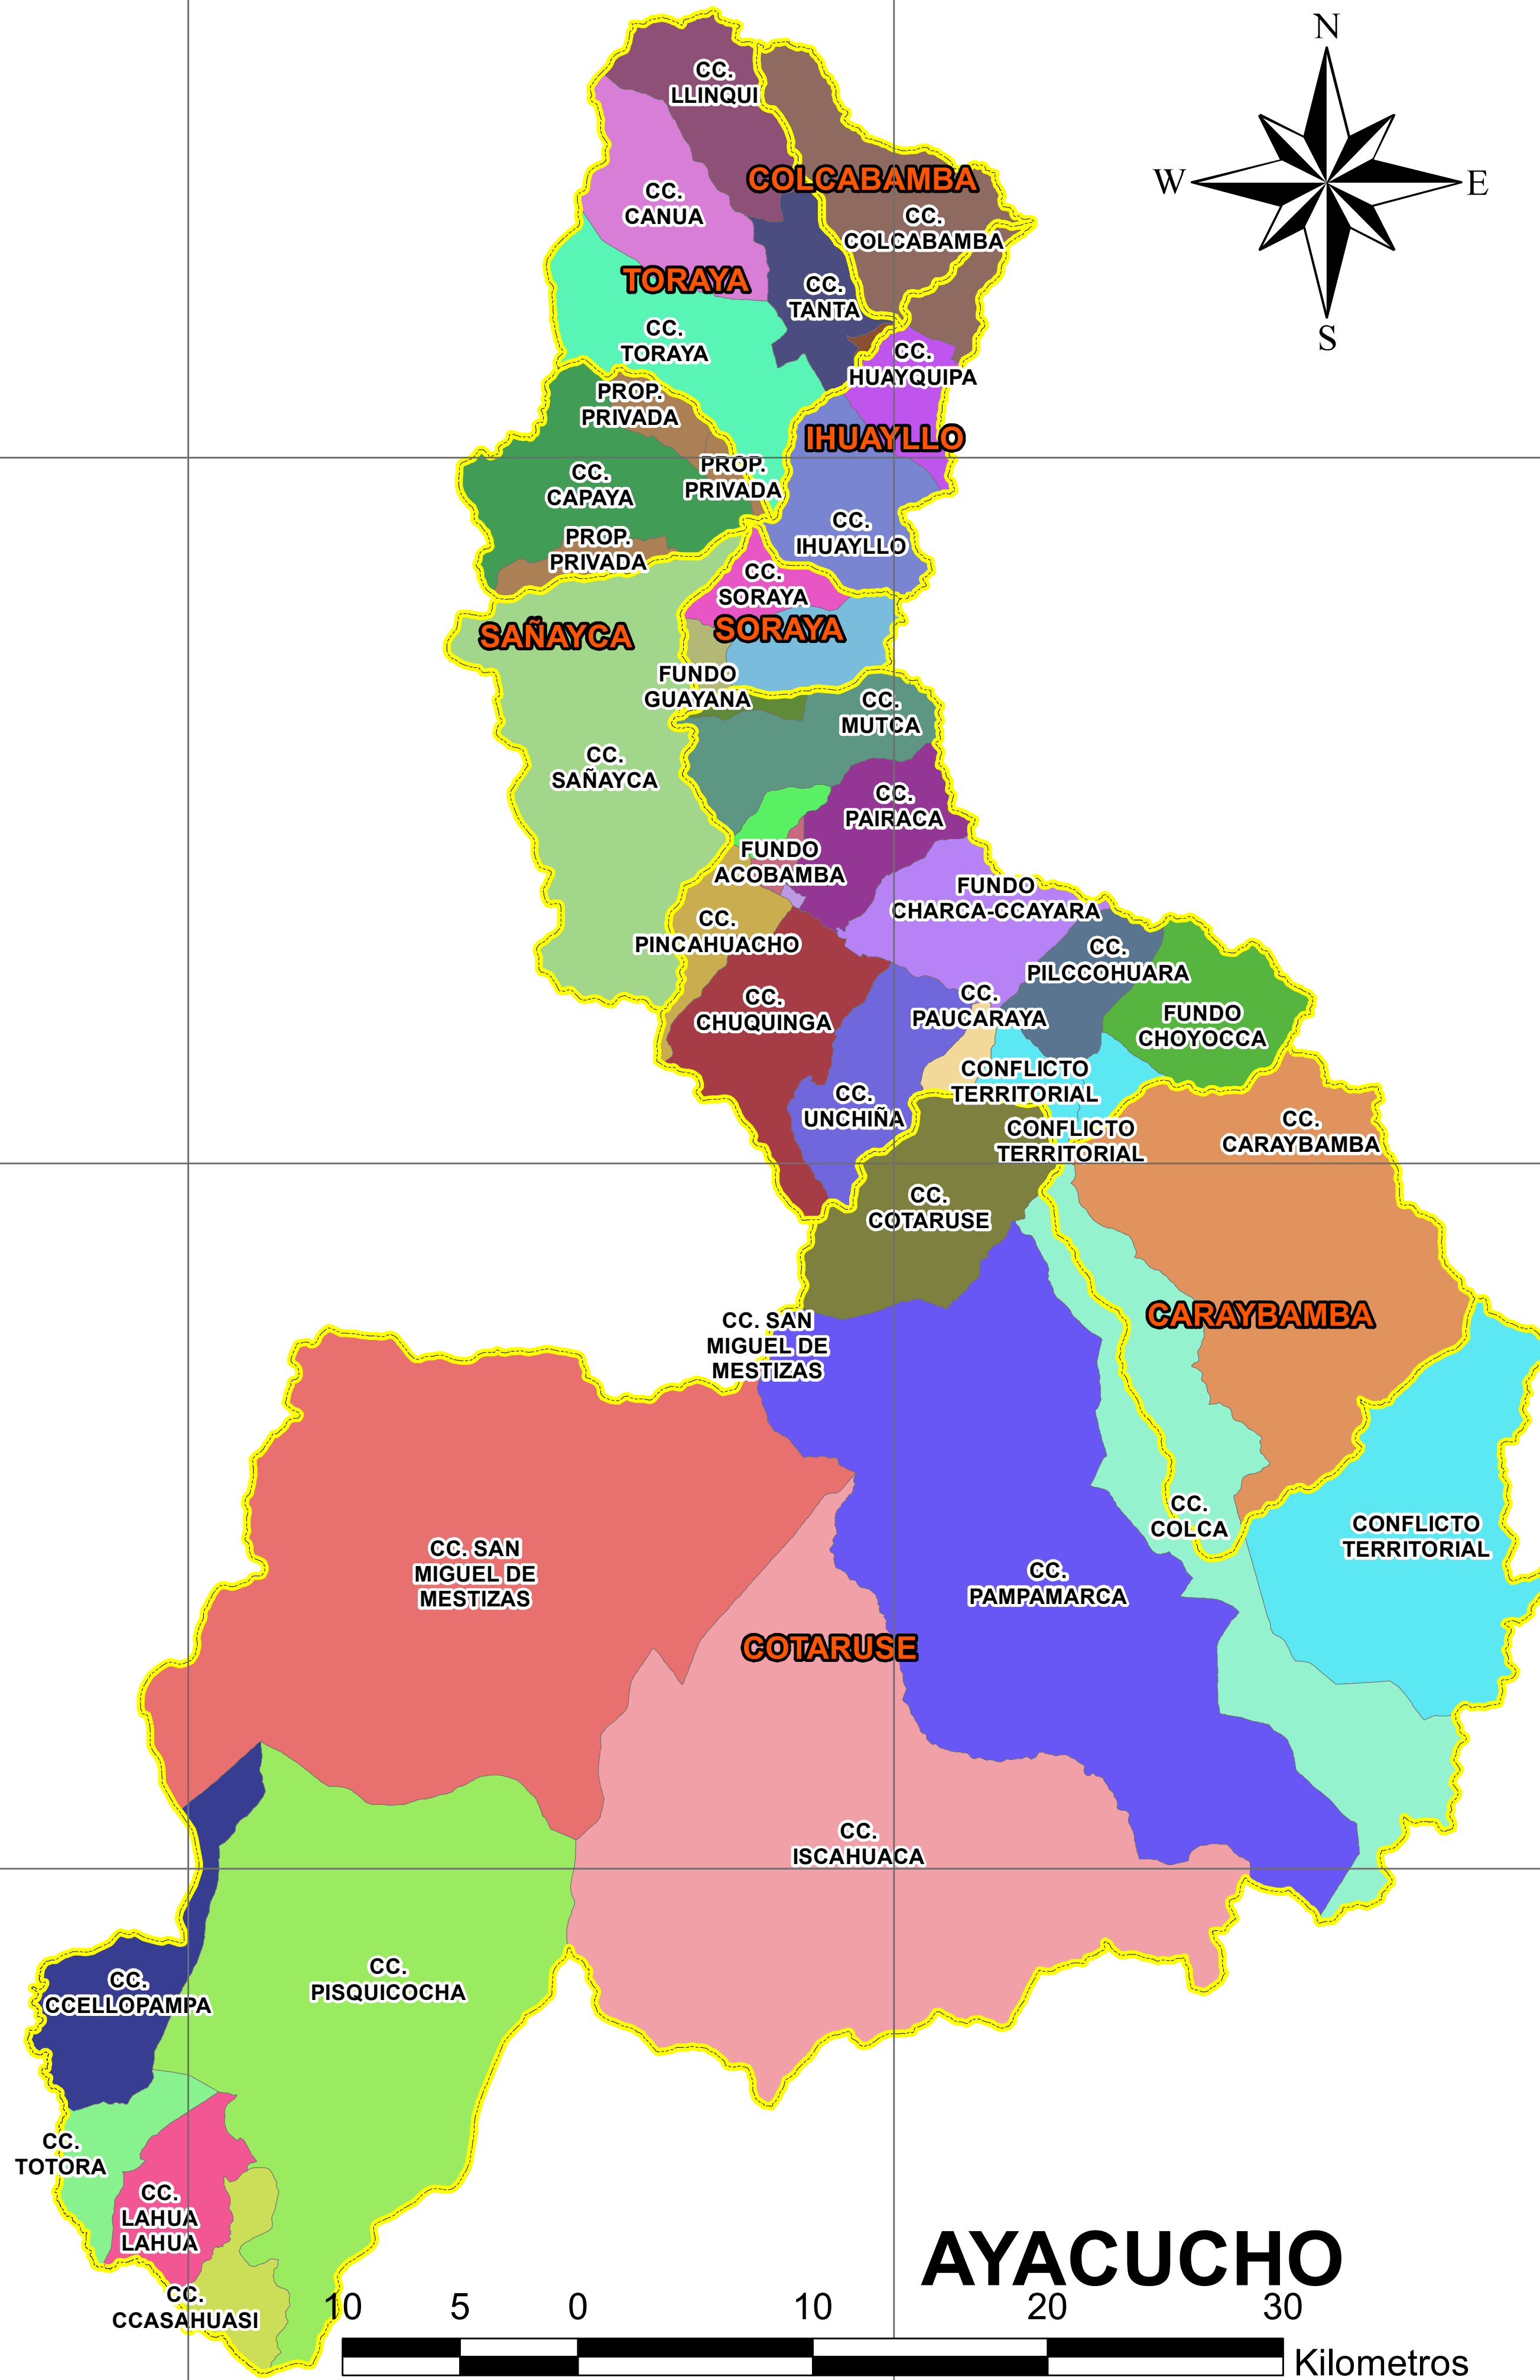 N
W
E
S
CC.
LLINQUI
COLCABAMBA
CC.
CANUA
CC.
COLCABAMBA
TORAYA
CC.
TANTA
CC.
TORAYA
CC.
HUAYQUIPA
PROP.
PRIVADA
IHUAYLLO
CC.
CAPAYA
PROP.
PRIVADA
PROP.
PRIVADA
CC.
IHUAYLLO
CC.
SORAYA
SAÑAYCA
SORAYA
FUNDO
GUAYANA
CC.
MUTCA
CC.
SAÑAYCA
CC.
PAIRACA
FUNDO
ACOBAMBA
FUNDO
CHARCA-CCAYARA
CC.
PINCAHUACHO
CC.
PILCCOHUARA
CC.
CHUQUINGA
CC.
PAUCARAYA
FUNDO
CHOYOCCA
CONFLICTO
TERRITORIAL
CC.
UNCHIÑA
CONFLICTO
TERRITORIAL
CC.
CARAYBAMBA
CC.
COTARUSE
CARAYBAMBA
CC. SAN
MIGUEL DE
MESTIZAS
CC.
COLCA
CONFLICTO
TERRITORIAL
CC. SAN
MIGUEL DE
MESTIZAS
CC.
PAMPAMARCA
COTARUSE
CC.
ISCAHUACA
CC.
PISQUICOCHA
CC.
CCELLOPAMPA
CC.
TOTORA
CC.
LAHUA
LAHUA
CC.
CCASAHUASI
AYACUCHO
10 5 0 10 20 30
Kilometros